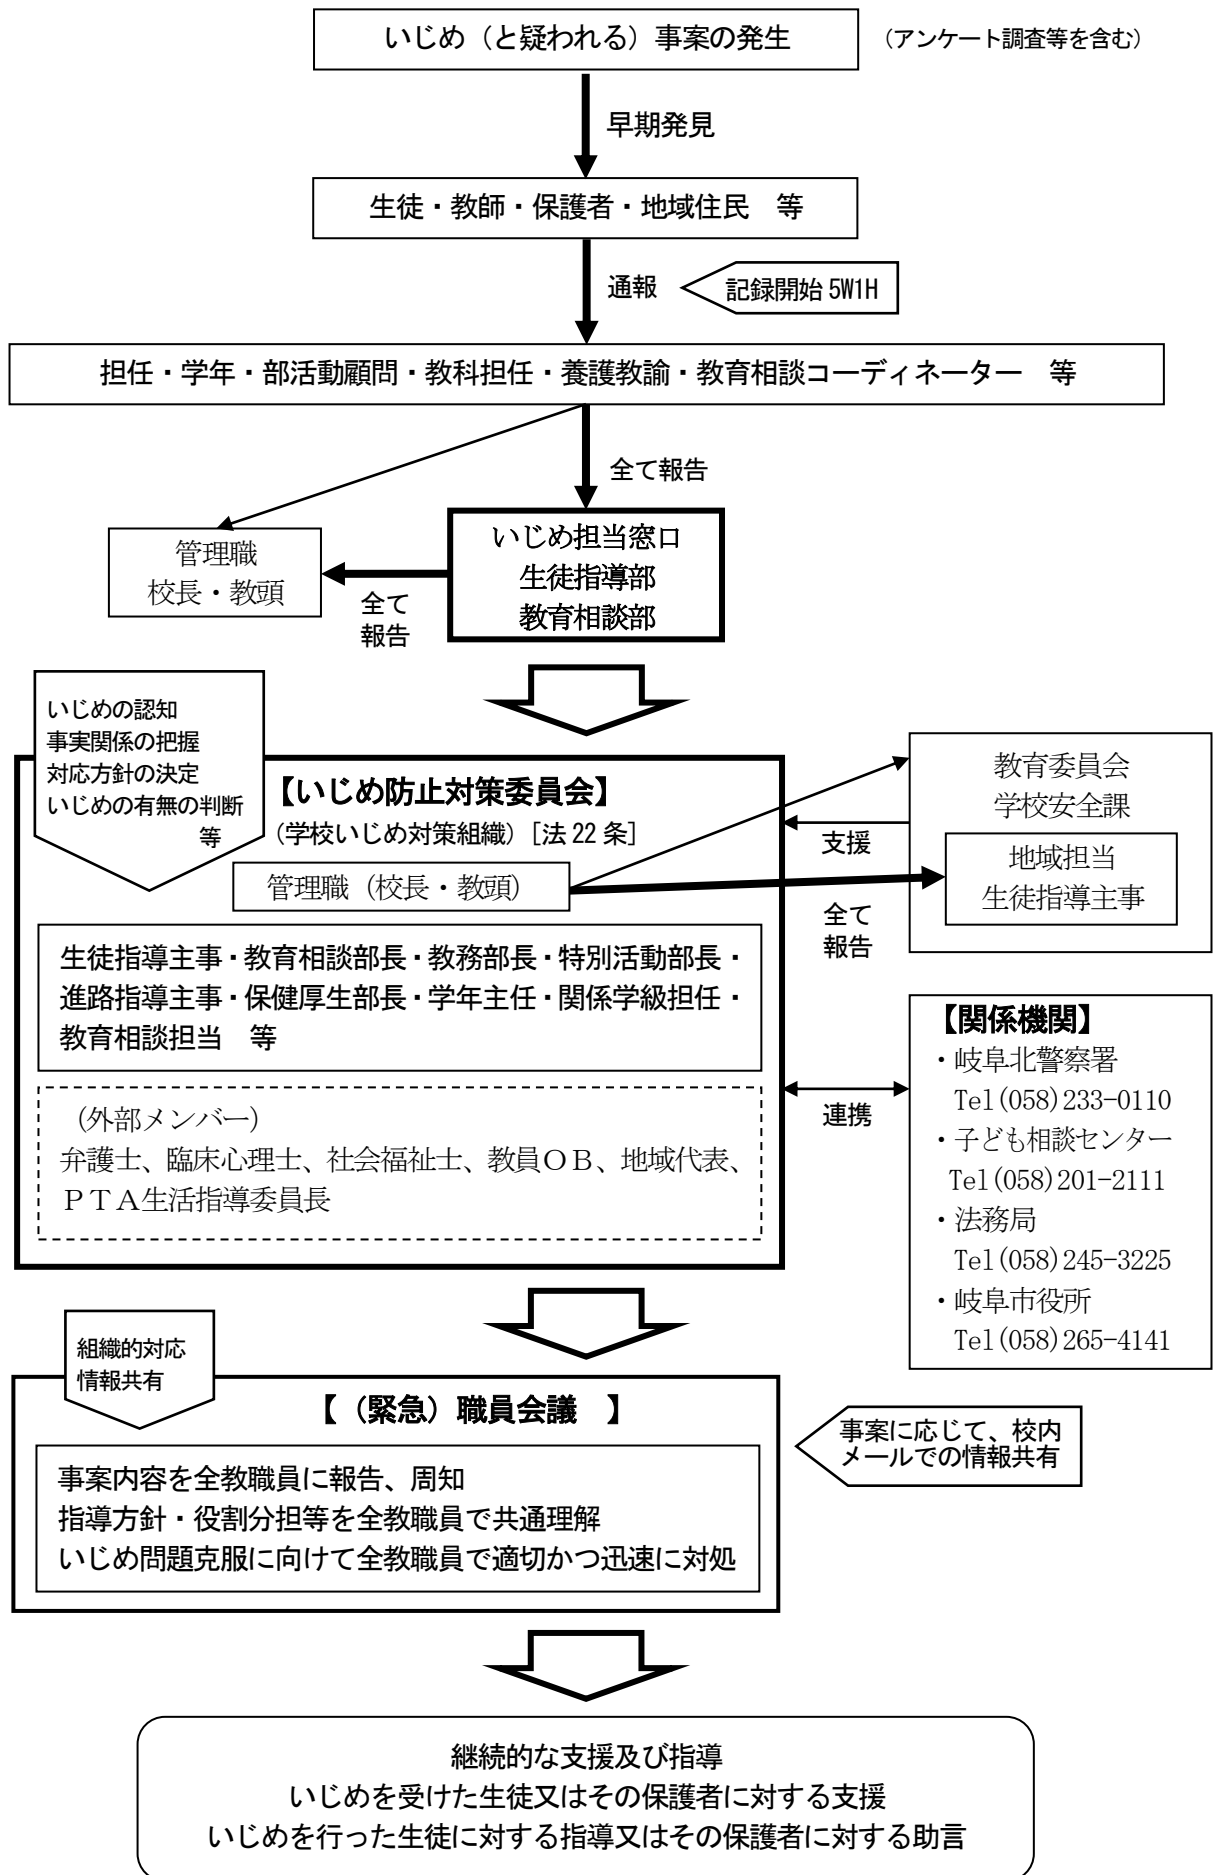 いじめ（と疑われる）事案の発生
（アンケート調査等を含む）
早期発見
生徒・教師・保護者・地域住民　等
通報
記録開始 5W1H
担任・学年・部活動顧問・教科担任・養護教諭・教育相談コーディネーター　等
全て報告
管理職
校長・教頭
全て
報告
いじめ担当窓口
生徒指導部
教育相談部
いじめの認知
事実関係の把握
対応方針の決定
いじめの有無の判断
等
【いじめ防止対策委員会】
（学校いじめ対策組織）［法 22 条］
管理職（校長・教頭）
生徒指導主事・教育相談部長・教務部長・特別活動部長・
進路指導主事・保健厚生部長・学年主任・関係学級担任・
教育相談担当　等
（外部メンバー）
弁護士、臨床心理士、社会福祉士、教員ＯＢ、地域代表、
ＰＴＡ生活指導委員長
支援
全て
報告
教育委員会
学校安全課
地域担当
生徒指導主事
連携
【関係機関】
・岐阜北警察署
Tel(058)233-0110
・子ども相談センター
Tel(058)201-2111
・法務局
Tel(058)245-3225
・岐阜市役所
Tel(058)265-4141
組織的対応
情報共有
【（緊急）職員会議　】
事案内容を全教職員に報告、周知
指導方針・役割分担等を全教職員で共通理解
いじめ問題克服に向けて全教職員で適切かつ迅速に対処
事案に応じて、校内
メールでの情報共有
継続的な支援及び指導
いじめを受けた生徒又はその保護者に対する支援
いじめを行った生徒に対する指導又はその保護者に対する助言